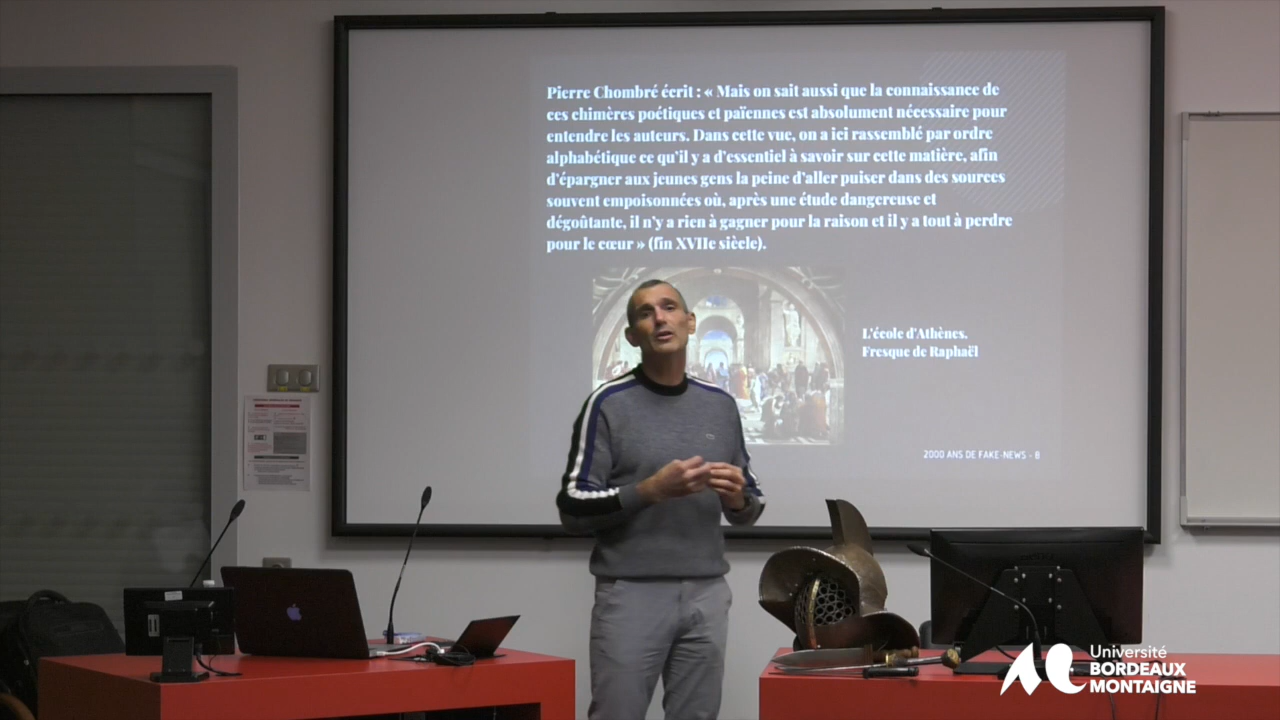 Pierre Chombré écrit : « Mais on sait aussi que la connaissance de
ces chimères poétiques et païennes est absolument nécessaire pour
entendre les auteurs. Dans cette vue, on a ici rassemblé par ordre
alphabétique ce qu'il y a d'essentiel à savoir sur cette matière, afin
d'épargner aux jeunes gens la peine d'aller puiser dans des sources
souvent empoisonnées où, après une étude dangereuse et
dégoûtante, il n'y a rien à gagner pour la raison et il y a tout à perdre
pour le cœur » (fin XVIIe siècle).
L'école d'Athènes.
Fresque de Raphaël
2000 ANS DE FAKE-NEWS - 8
Université
BORDEAUX
MONTAIGNE